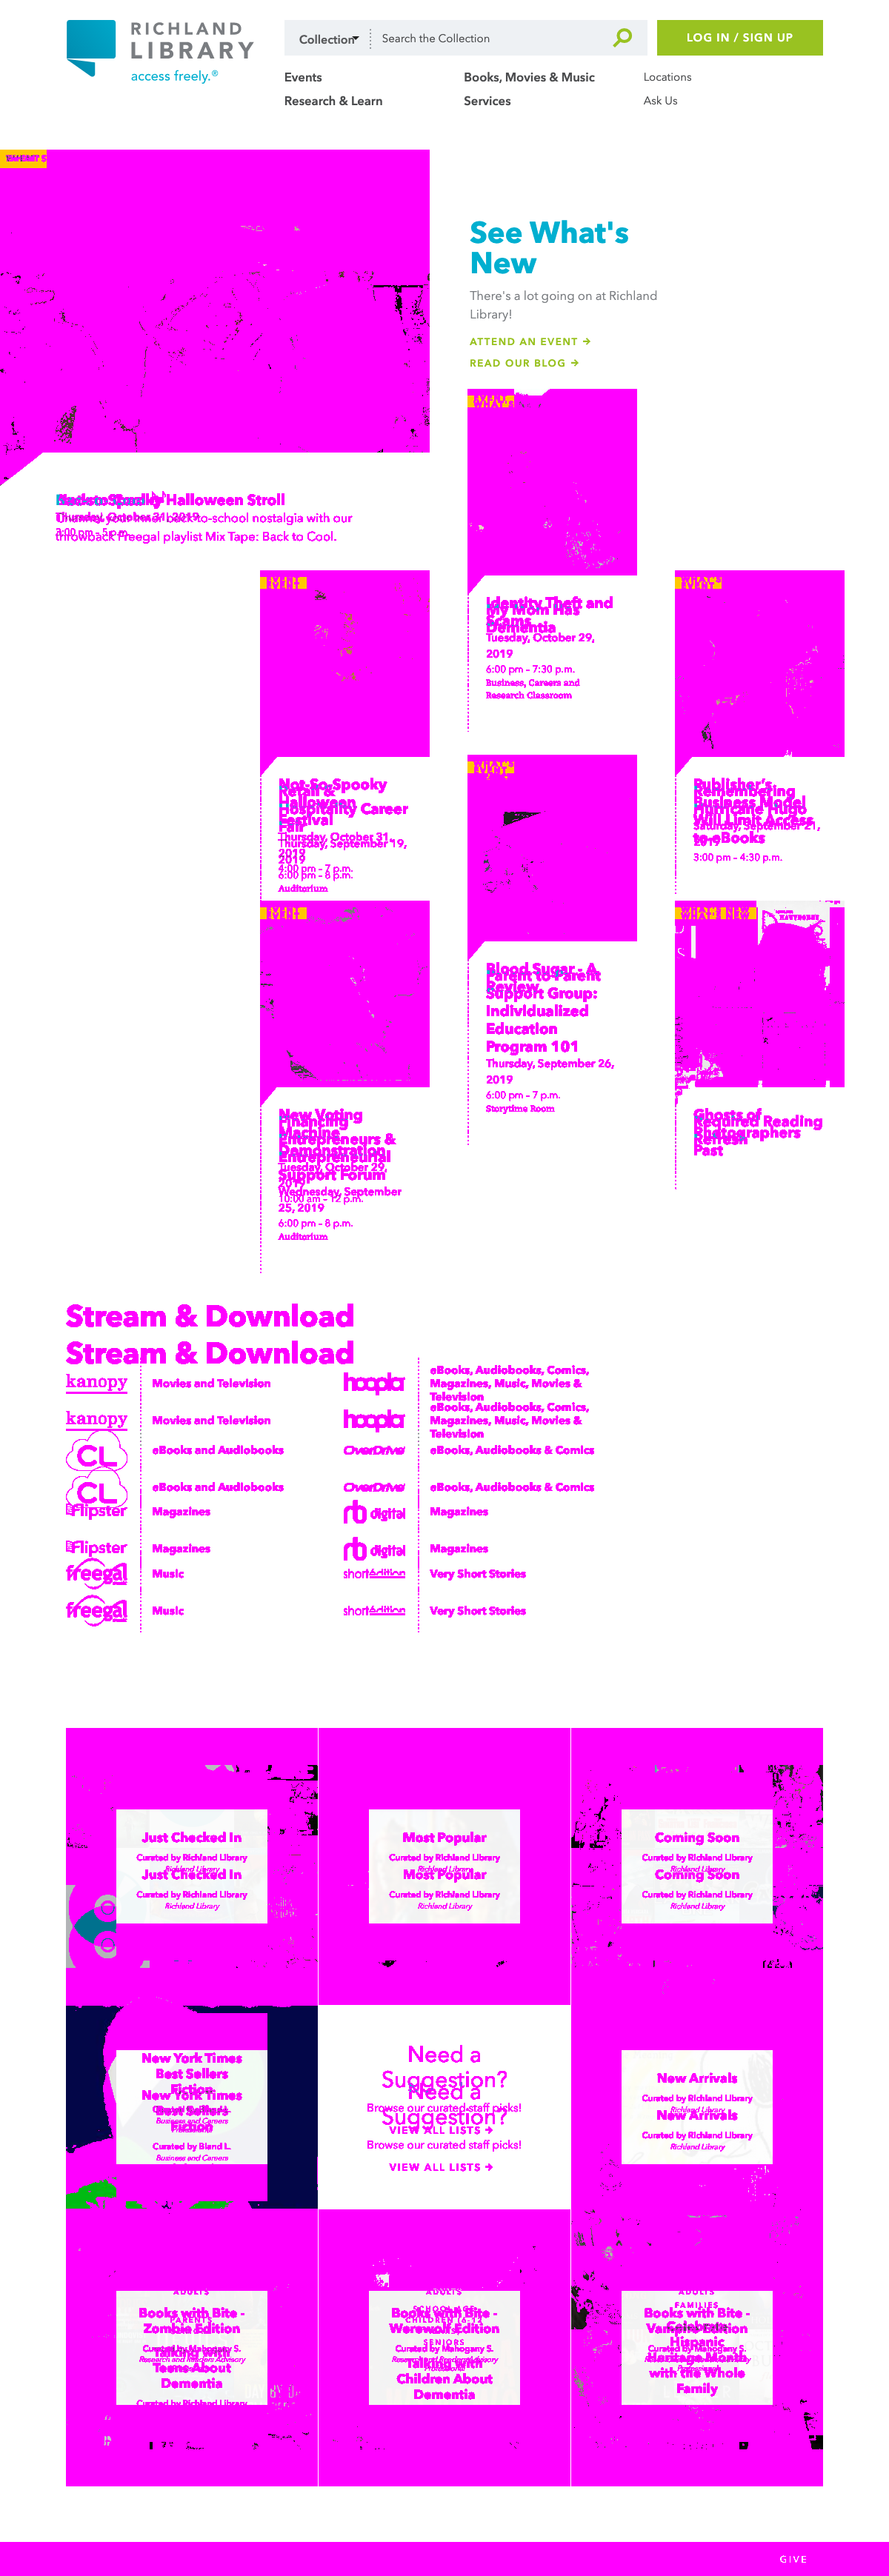 RICHLAND
LIBRARY
access freely.®
Collection
Search the Collection
LOG IN / SIGN UP
Events
Books, Movies & Music
Locations
Research & Learn
Services
Ask Us
See What's
New
There's a lot going on at Richland
Library!
ATTEND AN EVENT
READ OUR BLOG
Halloween Stroll
Thursday, October 31, 2019
Channel your inner back-to-school nostalgia with our
throwback Freegal playlist Mix Tape: Back to Cool.
3:00 pm - 5 p.m.
Identity Theft and
Scams
My Mom Has
Dementia
Tuesday, October 29,
2019
6:00 pm - 7:30 p.m.
Business, Careers and
Research Classroom
Not-So-Spooky
Halloween
Festival
Retail &
Hospitality Career
Fair
Thursday, October 31,
2019
Thursday, September 19,
2019
4:00 pm - 7 p.m.
6:00 pm - 8 p.m.
Auditorium
Publisher's
Business Model
Will Limit Access
to eBooks
Remembering
Hurricane Hugo
Saturday, September 21,
2019
3:00 pm - 4:30 p.m.
Blood Sugar - A
Review
Parent to Parent
Support Group:
Individualized
Education
Program 101
Thursday, September 26,
2019
6:00 pm - 7 p.m.
Storytime Room
New Voting
Machine
Demonstration
Financing
Entrepreneurs &
Entrepreneurial
Support Forum
Tuesday, October 29,
2019
Wednesday, September
25, 2019
10:00 am - 12 p.m.
6:00 pm - 8 p.m.
Auditorium
Ghosts of
Photographers
Past
Required Reading
Refresh
Stream & Download
Stream & Download
kanopy
Movies and Television
hoopla
eBooks, Audiobooks, Comics,
Magazines, Music, Movies &
Television
kanopy
Movies and Television
hoopla
eBooks, Audiobooks, Comics,
Magazines, Music, Movies &
Television
CL
eBooks and Audiobooks
OverDrive
eBooks, Audiobooks & Comics
CL
eBooks and Audiobooks
OverDrive
eBooks, Audiobooks & Comics
Flipster
Magazines
rb digital
Magazines
Flipster
Magazines
rb digital
Magazines
freegal
Music
shortédition
Very Short Stories
freegal
Music
shortédition
Very Short Stories
Just Checked In
Curated by Richland Library
Richland Library
Just Checked In
Curated by Richland Library
Richland Library
Most Popular
Curated by Richland Library
Richland Library
Most Popular
Curated by Richland Library
Richland Library
Coming Soon
Curated by Richland Library
Richland Library
Coming Soon
Curated by Richland Library
Richland Library
New York Times
Best Sellers
Fiction
New York Times
Best Sellers
Fiction
Business and Careers
Curated by Bland L.
Business and Careers
Need a
Suggestion?
Need a
Suggestion?
Browse our curated staff picks!
VIEW ALL LISTS
Browse our curated staff picks!
VIEW ALL LISTS
New Arrivals
Curated by Richland Library
Richland Library
New Arrivals
Curated by Richland Library
Richland Library
ADULTS
PARENTS
Books with Bite -
Zombie Edition
Curated by Mahogany S.
Research and Readers Advisory
Talking with
Teens About
Dementia
Curated by Richland Library
ADULTS
SCHOOL AGE
CHILDREN (6-12
SENIORS
Books with Bite -
Werewolf Edition
Curated by Mahogany S.
Talking with
Children About
Dementia
ADULTS
FAMILIES
Books with Bite -
Vampire Edition
Curated by Mahogany S.
Celebrate
Hispanic
Heritage Month
with the Whole
Family
GIVE